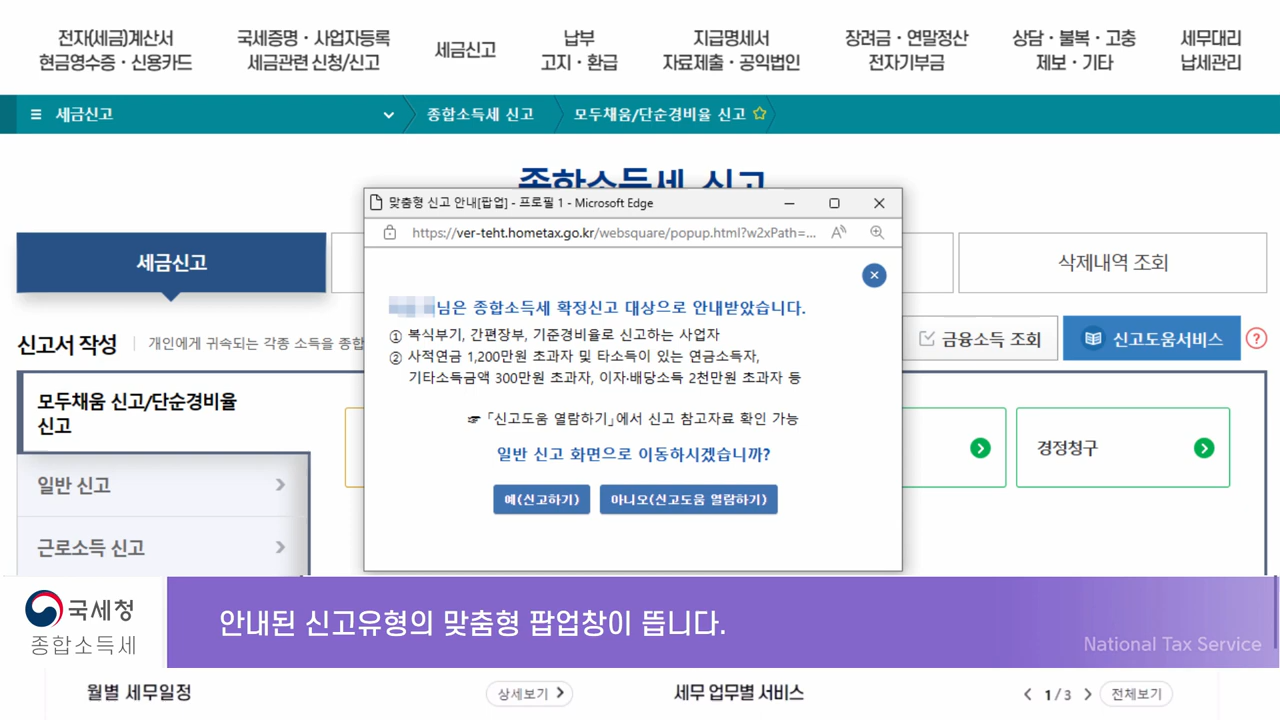 전자(세금)계산서
현금영수증·신용카드
국세증명·사업자등록
세금관련 신청/신고
세금신고
납부
고지·환급
지급명세서
자료제출·공익법인
장려금·연말정산
전자기부금
상담·불복·고충
제보·기타
세무대리
납세관리
세금신고
종합소득세 신고
모두채움/단순경비율 신고
종합소득세 신고
맞춤형 신고 안내[팝업] - 프로필 1 - Microsoft Edge
https://ver-teht.hometax.go.kr/websquare/popup.html?w2xPath=...
세금신고
삭제내역 조회
님은 종합소득세 확정신고 대상으로 안내받았습니다.
① 복식부기, 간편장부, 기준경비율로 신고하는 사업자
② 사적연금 1,200만원 초과자 및 타소득이 있는 연금소득자,
기타소득금액 300만원 초과자, 이자·배당소득 2천만원 초과자 등
☞ 「신고도움 열람하기」에서 신고 참고자료 확인 가능
일반 신고 화면으로 이동하시겠습니까?
예(신고하기)
아니오(신고도움 열람하기)
신고서 작성
개인에게 귀속되는 각종 소득을 종합
금융소득 조회
신고도움서비스
?
모두채움 신고/단순경비율
신고
일반 신고
근로소득 신고
경정청구
국세청
종합소득세
안내된 신고유형의 맞춤형 팝업창이 뜹니다.
National Tax Service
월별 세무일정
상세보기
세무 업무별 서비스
1/3
전체보기